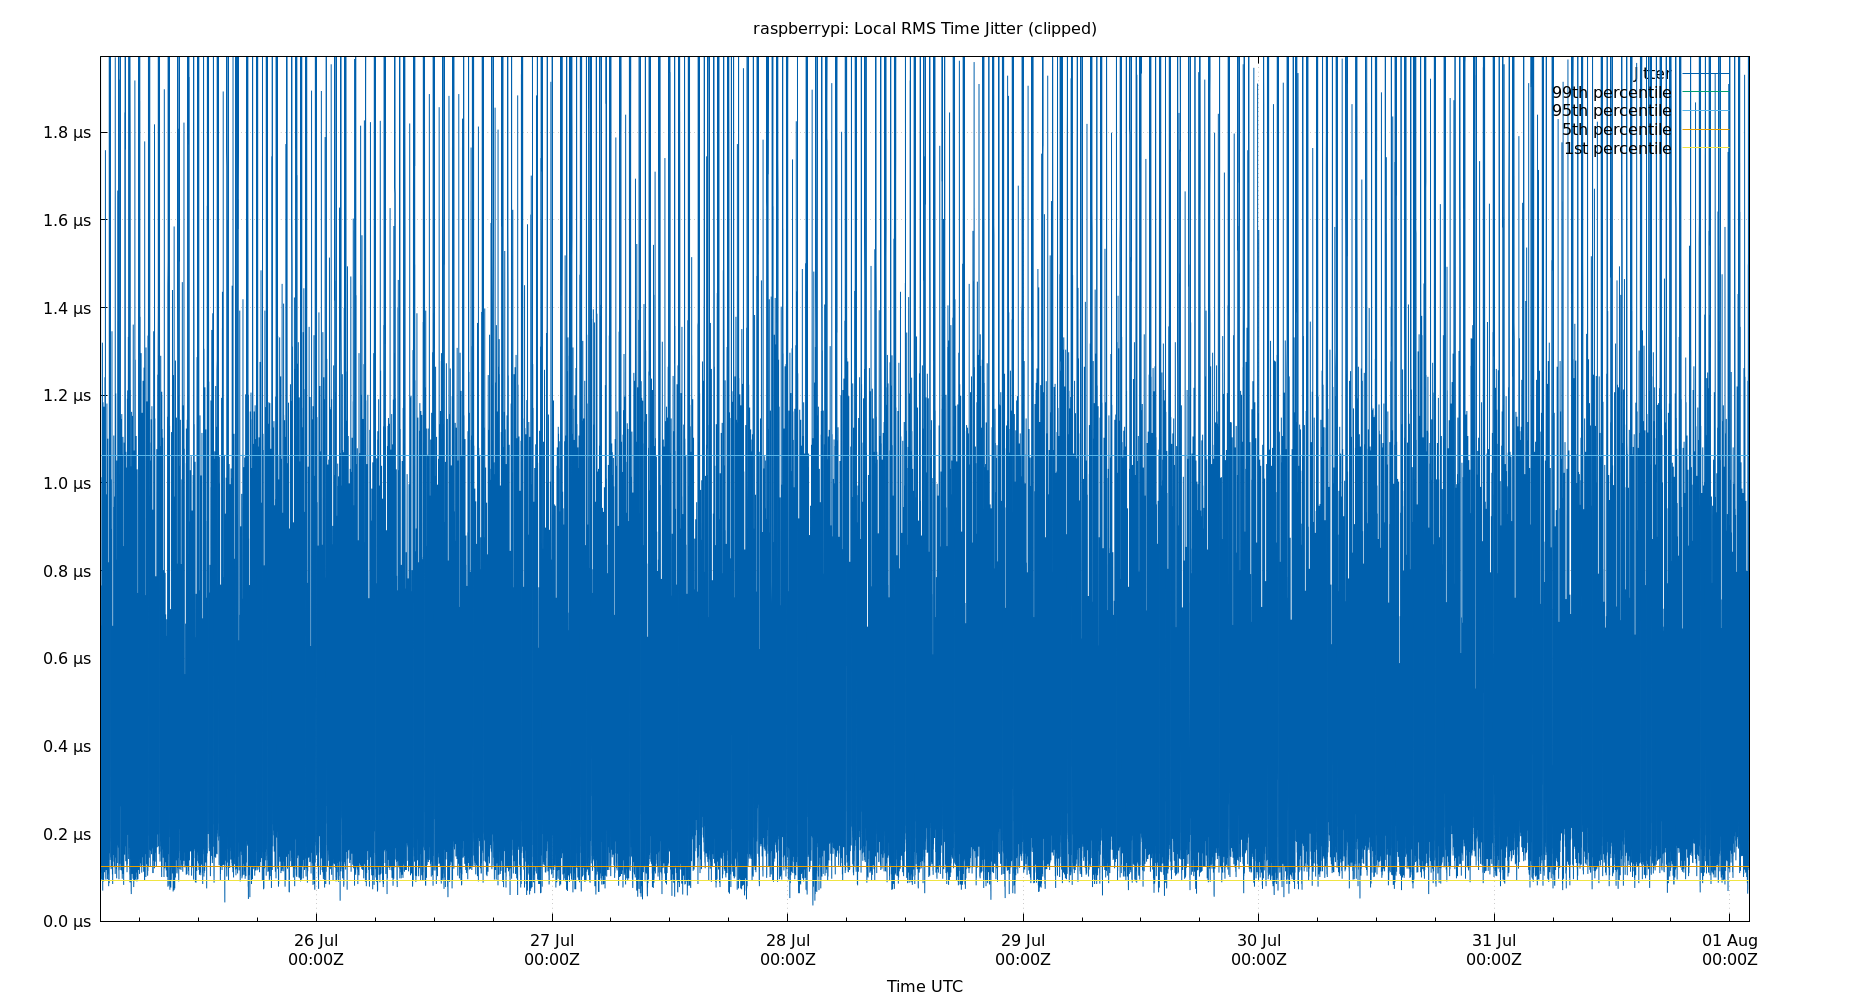 raspberrypi: Local RMS Time Jitter (clipped)
Jitter
99th percentile
95th percentile
5th percentile
1st percentile
1.8 µs
1.6 µs
1.4 µs
1.2 µs
1.0 µs
0.8 µs
0.6 µs
0.4 µs
0.2 µs
0.0 µs
26 Jul 27 Jul 28 Jul 29 Jul 30 Jul 31 Jul 01 Aug
00:00Z 00:00Z 00:00Z 00:00Z 00:00Z 00:00Z 00:00Z
Time UTC